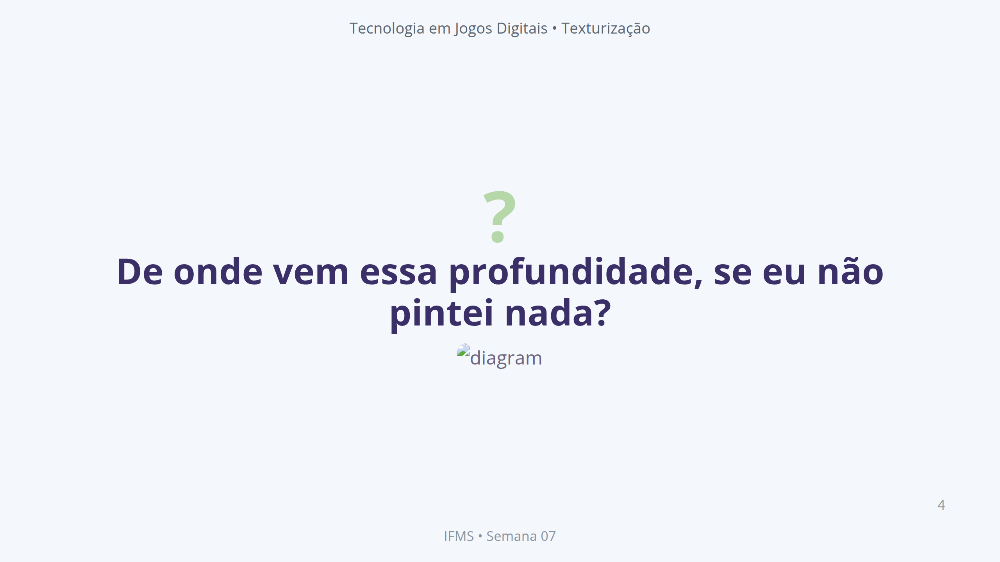 Tecnologia em Jogos Digitais • Texturização
?
De onde vem essa profundidade, se eu não
pintei nada?
diagram
4
IFMS • Semana 07